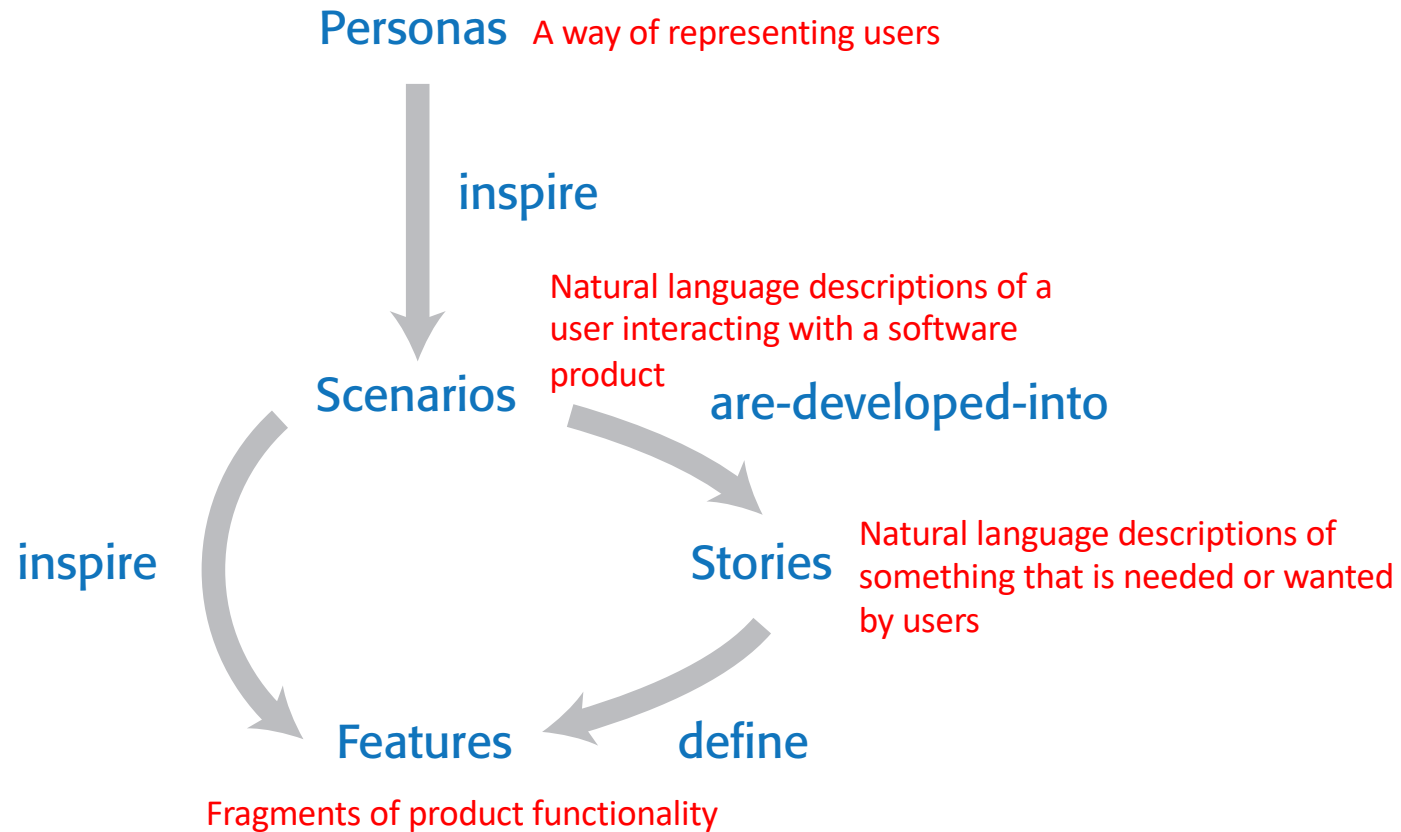 Personas A way of representing users
inspire
Natural language descriptions of a
user interacting with a software
product
Scenarios
are-developed-into
inspire
Stories
Natural language descriptions of
something that is needed or wanted
by users
Features
define
Fragments of product functionality